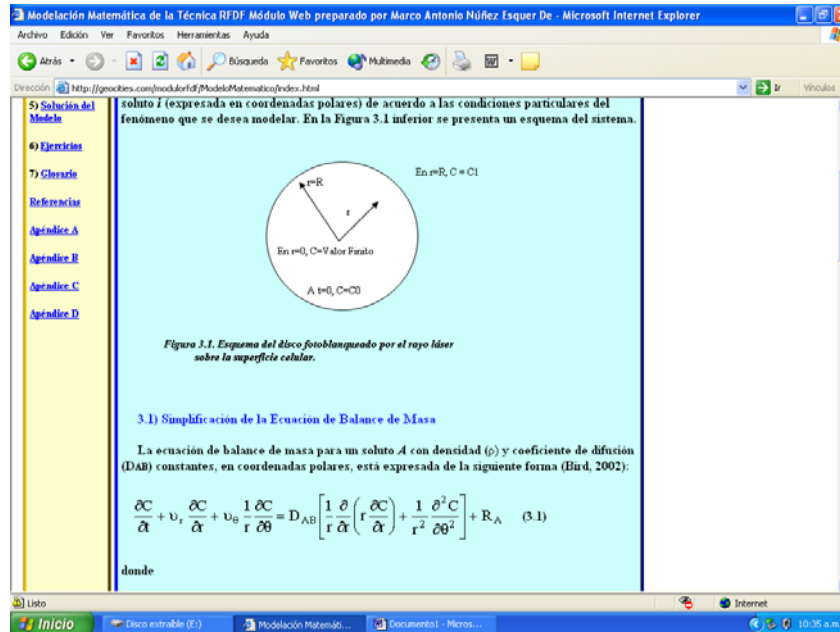 Modelación Matemática de la Técnica RFDF Módulo Web preparado por Marco Antonio Núñez Esquer De - Microsoft Internet Explorer
Archivo Edición Ver Favoritos Herramientas Ayuda
Atrás Búsqueda Favoritos Multimedia
Dirección http://geocities.com/modulorfdf/ModeloMatematico/index.html Ir Vínculos
5) Solución del
Modelo
6) Ejercicios
7) Glosario
Referencias
Apéndice A
Apéndice B
Apéndice C
Apéndice D
soluto i (expresada en coordenadas polares) de acuerdo a las condiciones particulares del
fenómeno que se desea modelar. En la Figura 3.1 inferior se presenta un esquema del sistema.
r=R
En r=R, C = C1
r
En r=0, C=Valor Finito
A t=0, C=C0
Figura 3.1. Esquema del disco fotoblanqueado por el rayo láser
sobre la superficie celular.
3.1) Simplificación de la Ecuación de Balance de Masa
La ecuación de balance de masa para un soluto A con densidad (ρ) y coeficiente de difusión
(DAB) constantes, en coordenadas polares, está expresada de la siguiente forma (Bird, 2002):
∂C/∂t + υr ∂C/∂r + υθ 1/r ∂C/∂θ = DAB [1/r ∂/∂r (r ∂C/∂r) + 1/r² ∂²C/∂θ²] + RA (3.1)
donde
Listo Internet
Inicio Disco extraíble (E:) Modelación Matemáti... Documento1 - Micros... 10:35 a.m.